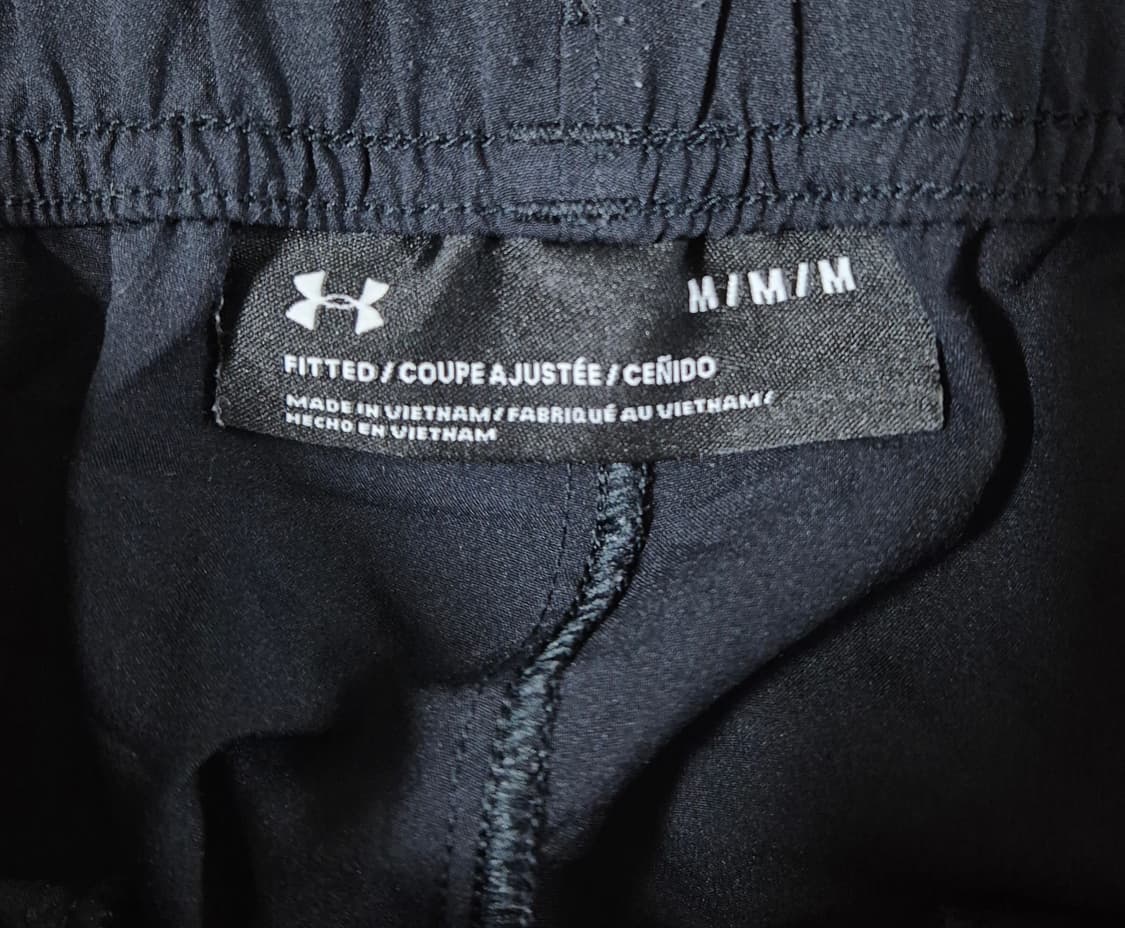 M/M/M
FITTED/COUPE AJUSTÉE/CEÑIDO
MADE IN VIETNAM/FABRIQUÉ AU VIETNAM/
HECHO EN VIETNAM